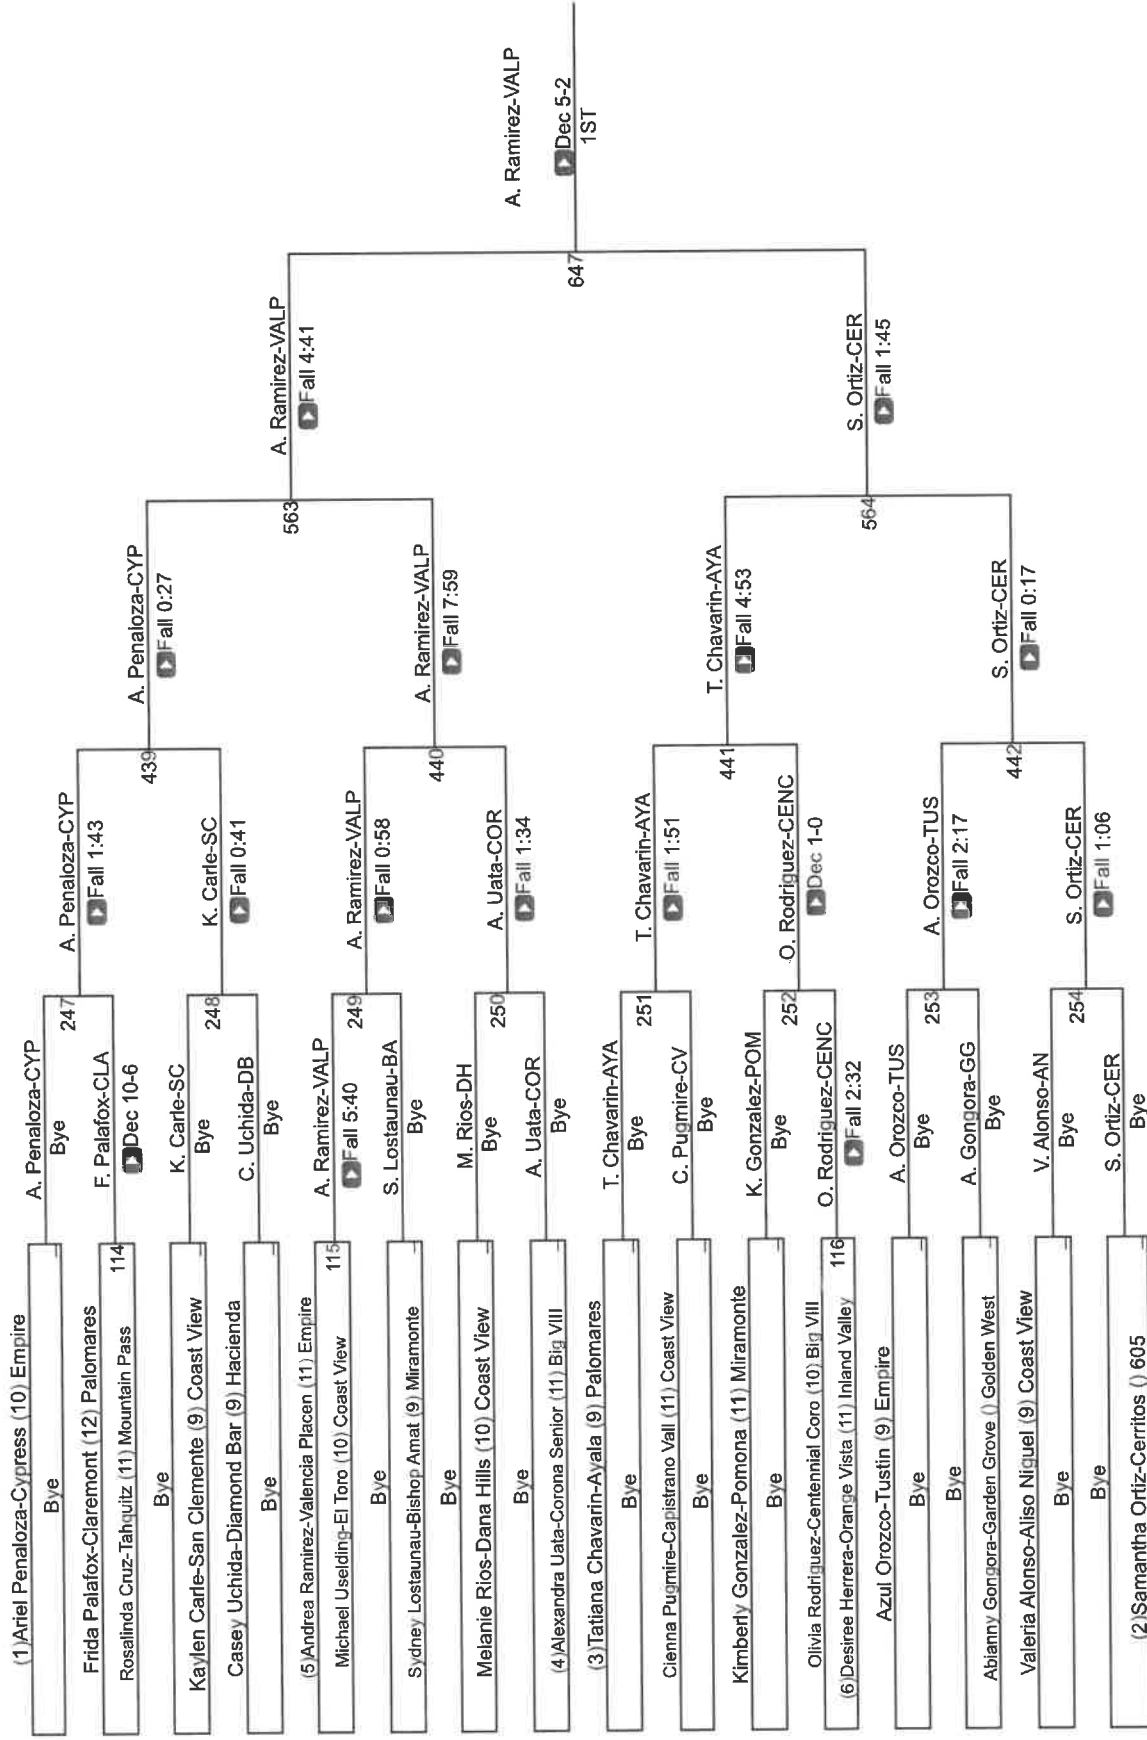 (1)Ariel Penaloza-Cypress (10) Empire
Bye
Frida Palafox-Claremont (12) Palomares
Rosalinda Cruz-Tahquitz (11) Mountain Pass
114
Bye
Kaylen Carle-San Clemente (9) Coast View
Casey Uchida-Diamond Bar (9) Hacienda
Bye
(5)Andrea Ramirez-Valencia Placen (11) Empire
Michael Uselding-El Toro (10) Coast View
115
Bye
Sydney Lostaunau-Bishop Amat (9) Miramonte
Bye
Melanie Rios-Dana Hills (10) Coast View
Bye
(4)Alexandra Uata-Corona Senior (11) Big VIII
(3)Tatiana Chavarin-Ayala (9) Palomares
Bye
Cienna Pugmire-Capistrano Vall (11) Coast View
Bye
Kimberly Gonzalez-Pomona (11) Miramonte
Bye
Olivia Rodriguez-Centennial Coro (10) Big VIII
(6)Desiree Herrera-Orange Vista (11) Inland Valley
116
Azul Orozco-Tustin (9) Empire
Bye
Bye
Abianny Gongora-Garden Grove () Golden West
Valeria Alonso-Aliso Niguel (9) Coast View
Bye
Bye
(2)Samantha Ortiz-Cerritos () 605
A. Penaloza-CYP
Bye
247
F. Palafox-CLA
Dec 10-6
K. Carle-SC
Bye
248
C. Uchida-DB
Bye
A. Ramirez-VALP
Fall 5:40
249
S. Lostaunau-BA
Bye
M. Rios-DH
Bye
250
A. Uata-COR
Bye
T. Chavarin-AYA
Bye
251
C. Pugmire-CV
Bye
K. Gonzalez-POM
Bye
252
O. Rodriguez-CENC
Fall 2:32
A. Orozco-TUS
Bye
253
A. Gongora-GG
Bye
V. Alonso-AN
Bye
254
S. Ortiz-CER
Bye
A. Penaloza-CYP
Fall 1:43
439
K. Carle-SC
Fall 0:41
A. Ramirez-VALP
Fall 0:58
440
A. Uata-COR
Fall 1:34
T. Chavarin-AYA
Fall 1:51
441
O. Rodriguez-CENC
Dec 1-0
A. Orozco-TUS
Fall 2:17
442
S. Ortiz-CER
Fall 1:06
A. Penaloza-CYP
Fall 0:27
563
A. Ramirez-VALP
Fall 7:59
T. Chavarin-AYA
Fall 4:53
564
S. Ortiz-CER
Fall 0:17
A. Ramirez-VALP
Fall 4:41
647
S. Ortiz-CER
Fall 1:45
A. Ramirez-VALP
Dec 5-2
1ST